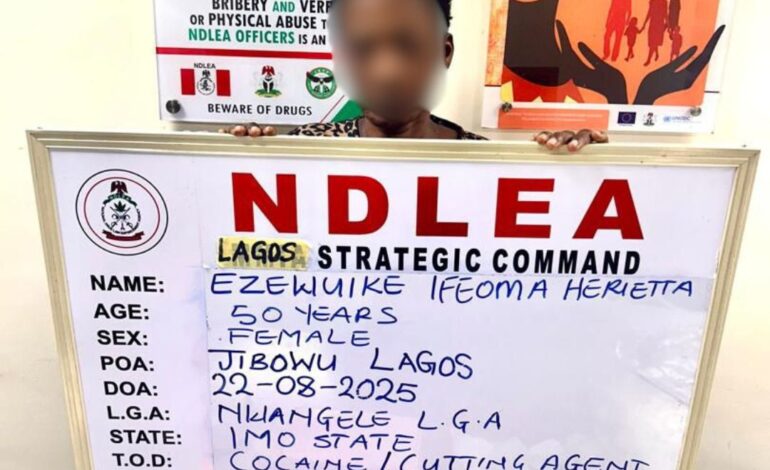 BRIBERY AND VER
OR PHYSICAL ABUSE T
NDLEA OFFICERS IS AN
NDLEA
BEWARE OF DRUGS
UNODC
NDLEA
LAGOS STRATEGIC COMMAND
NAME: EZEWUIKE IFEOMA HERIETTA
AGE: 50 YEARS
SEX: FEMALE
POA: JIBOWU LAGOS
DOA: 22-08-2025
L.G.A: NWANGELE L.G.A
STATE: IMO STATE
T.O.D: COCAINE / CUTTING AGENT